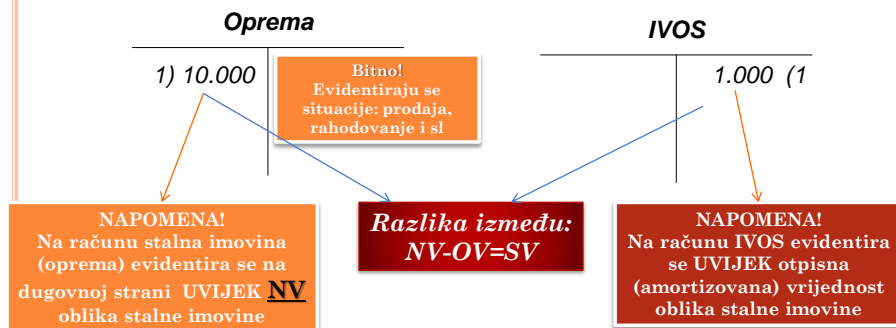 Oprema
IVOS
1) 10.000
Bitno!
Evidentiraju se
situacije: prodaja,
rahodovanje i sl
1.000 (1
NAPOMENA!
Na računu stalna imovina
(oprema) evidentira se na
dugovnoj strani UVIJEK NV
oblika stalne imovine
Razlika između:
NV-OV=SV
NAPOMENA!
Na računu IVOS evidentira
se UVIJEK otpisna
(amortizovana) vrijednost
oblika stalne imovine